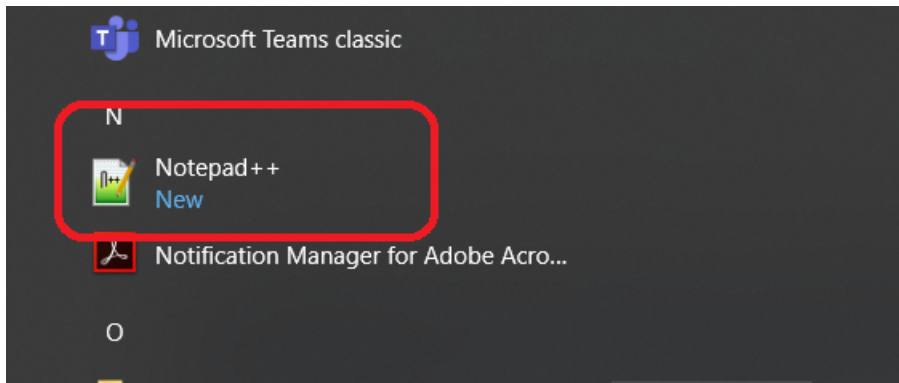 Microsoft Teams classic
N
Notepad++
New
Notification Manager for Adobe Acro...
O